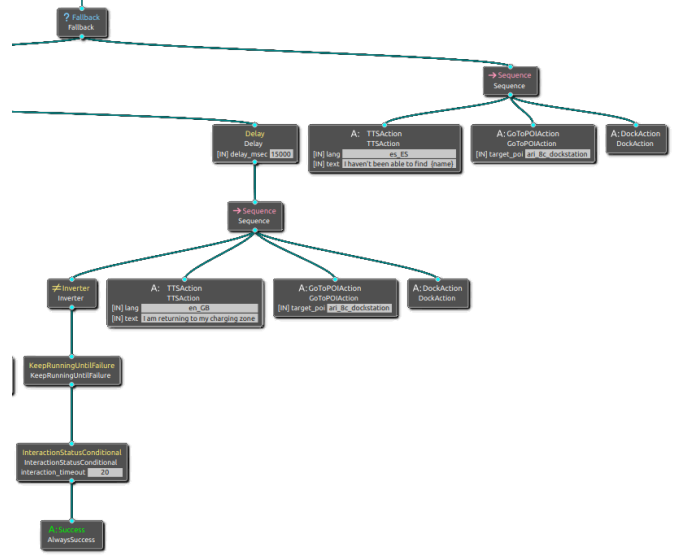 ? Fallback
Fallback
→ Sequence
Sequence
Delay
Delay
[IN] delay_msec 15000
A: TTSAction
TTSAction
[IN] lang es_ES
[IN] text I haven't been able to find {name}
A: GoToPOIAction
GoToPOIAction
[IN] target_poi ari_8c_dockstation
A: DockAction
DockAction
→ Sequence
Sequence
≠ Inverter
Inverter
A: TTSAction
TTSAction
[IN] lang en_GB
[IN] text I am returning to my charging zone
A: GoToPOIAction
GoToPOIAction
[IN] target_poi ari_8c_dockstation
A: DockAction
DockAction
KeepRunningUntilFailure
KeepRunningUntilFailure
InteractionStatusConditional
InteractionStatusConditional
interaction_timeout 20
A: Success
AlwaysSuccess